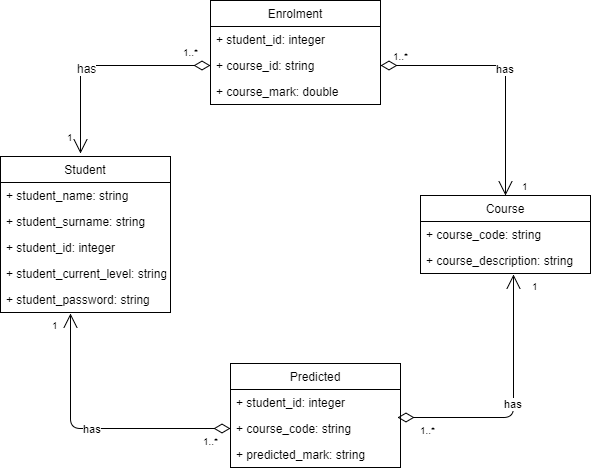 Enrolment
+ student_id: integer
+ course_id: string
+ course_mark: double
1..*
1..*
has
has
1
1
Student
+ student_name: string
+ student_surname: string
+ student_id: integer
+ student_current_level: string
+ student_password: string
Course
+ course_code: string
+ course_description: string
1
1
Predicted
+ student_id: integer
+ course_code: string
+ predicted_mark: string
has
has
1..*
1..*